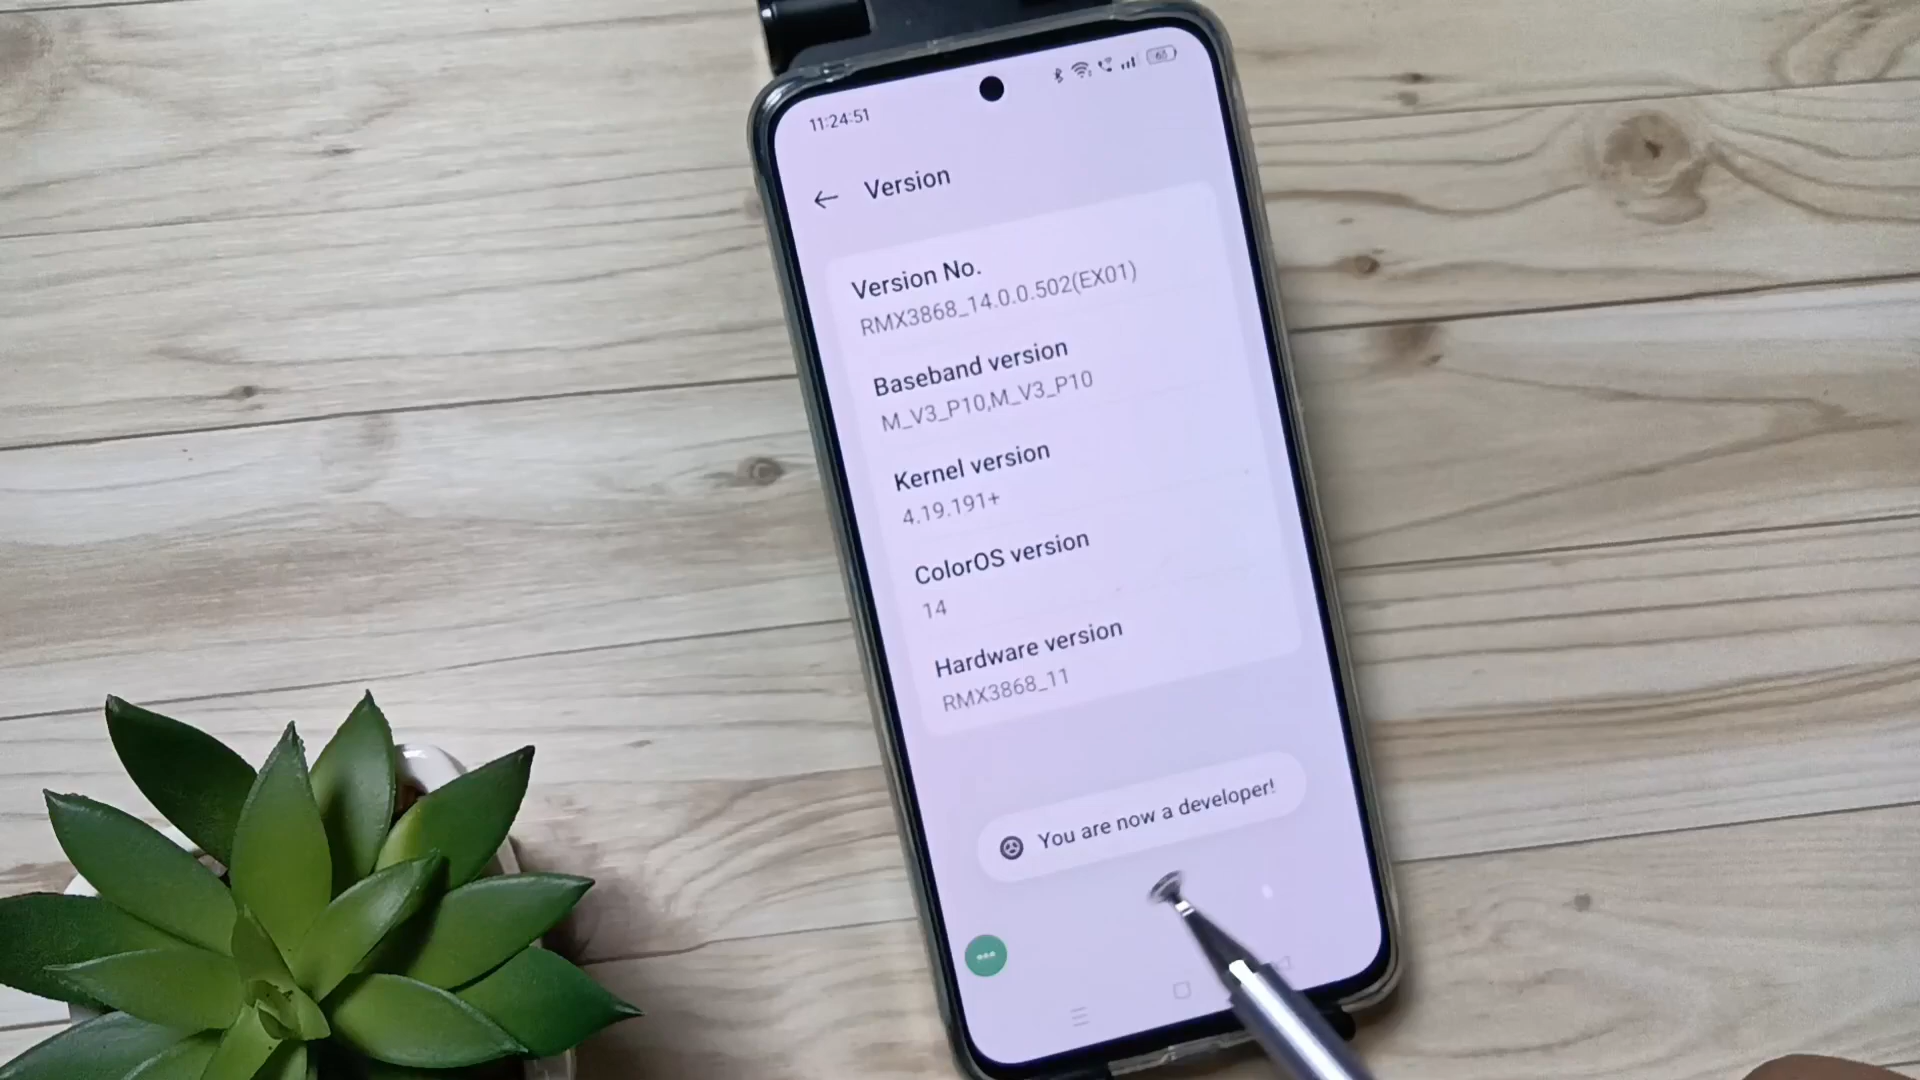 11:24:51
65
Version
Version No.
RMX3868_14.0.0.502(EX01)
Baseband version
M_V3_P10,M_V3_P10
Kernel version
4.19.191+
ColorOS version
14
Hardware version
RMX3868_11
You are now a developer!